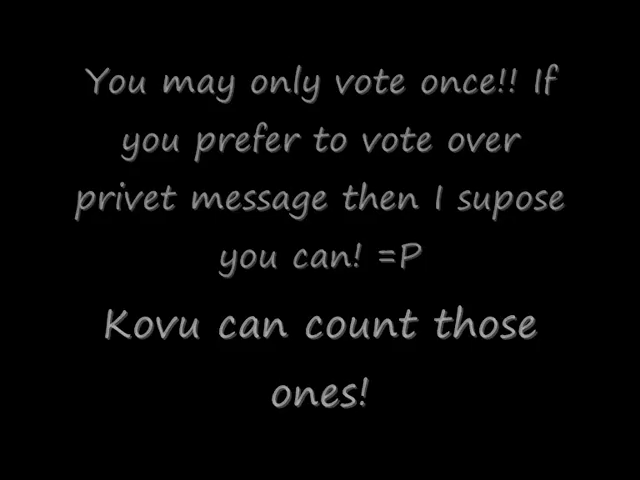 You may only vote once!! If
you prefer to vote over
privet message then I supose
you can! =P
Kovu can count those
ones!